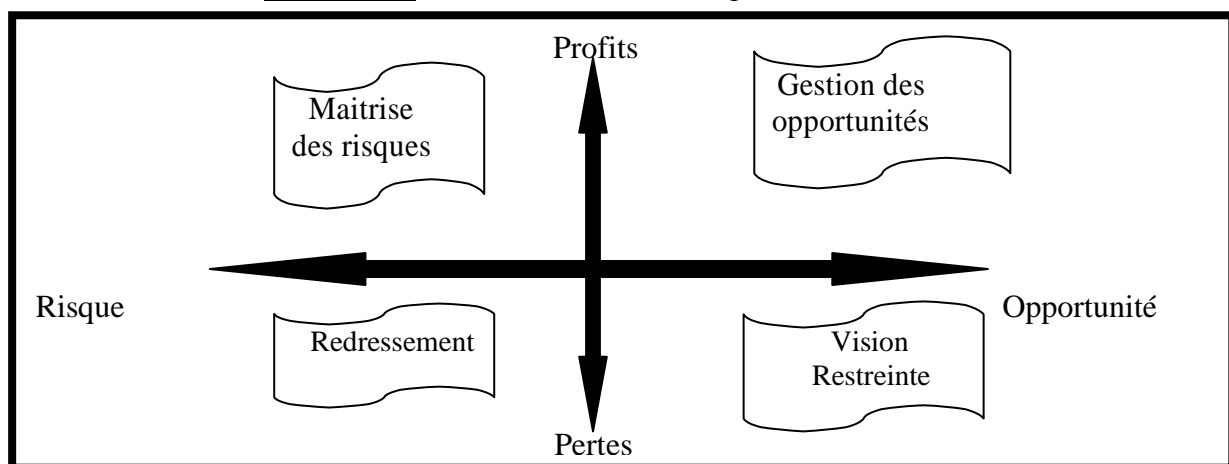 Profits
Maitrise
des risques
Gestion des
opportunités
Risque
Opportunité
Redressement
Vision
Restreinte
Pertes